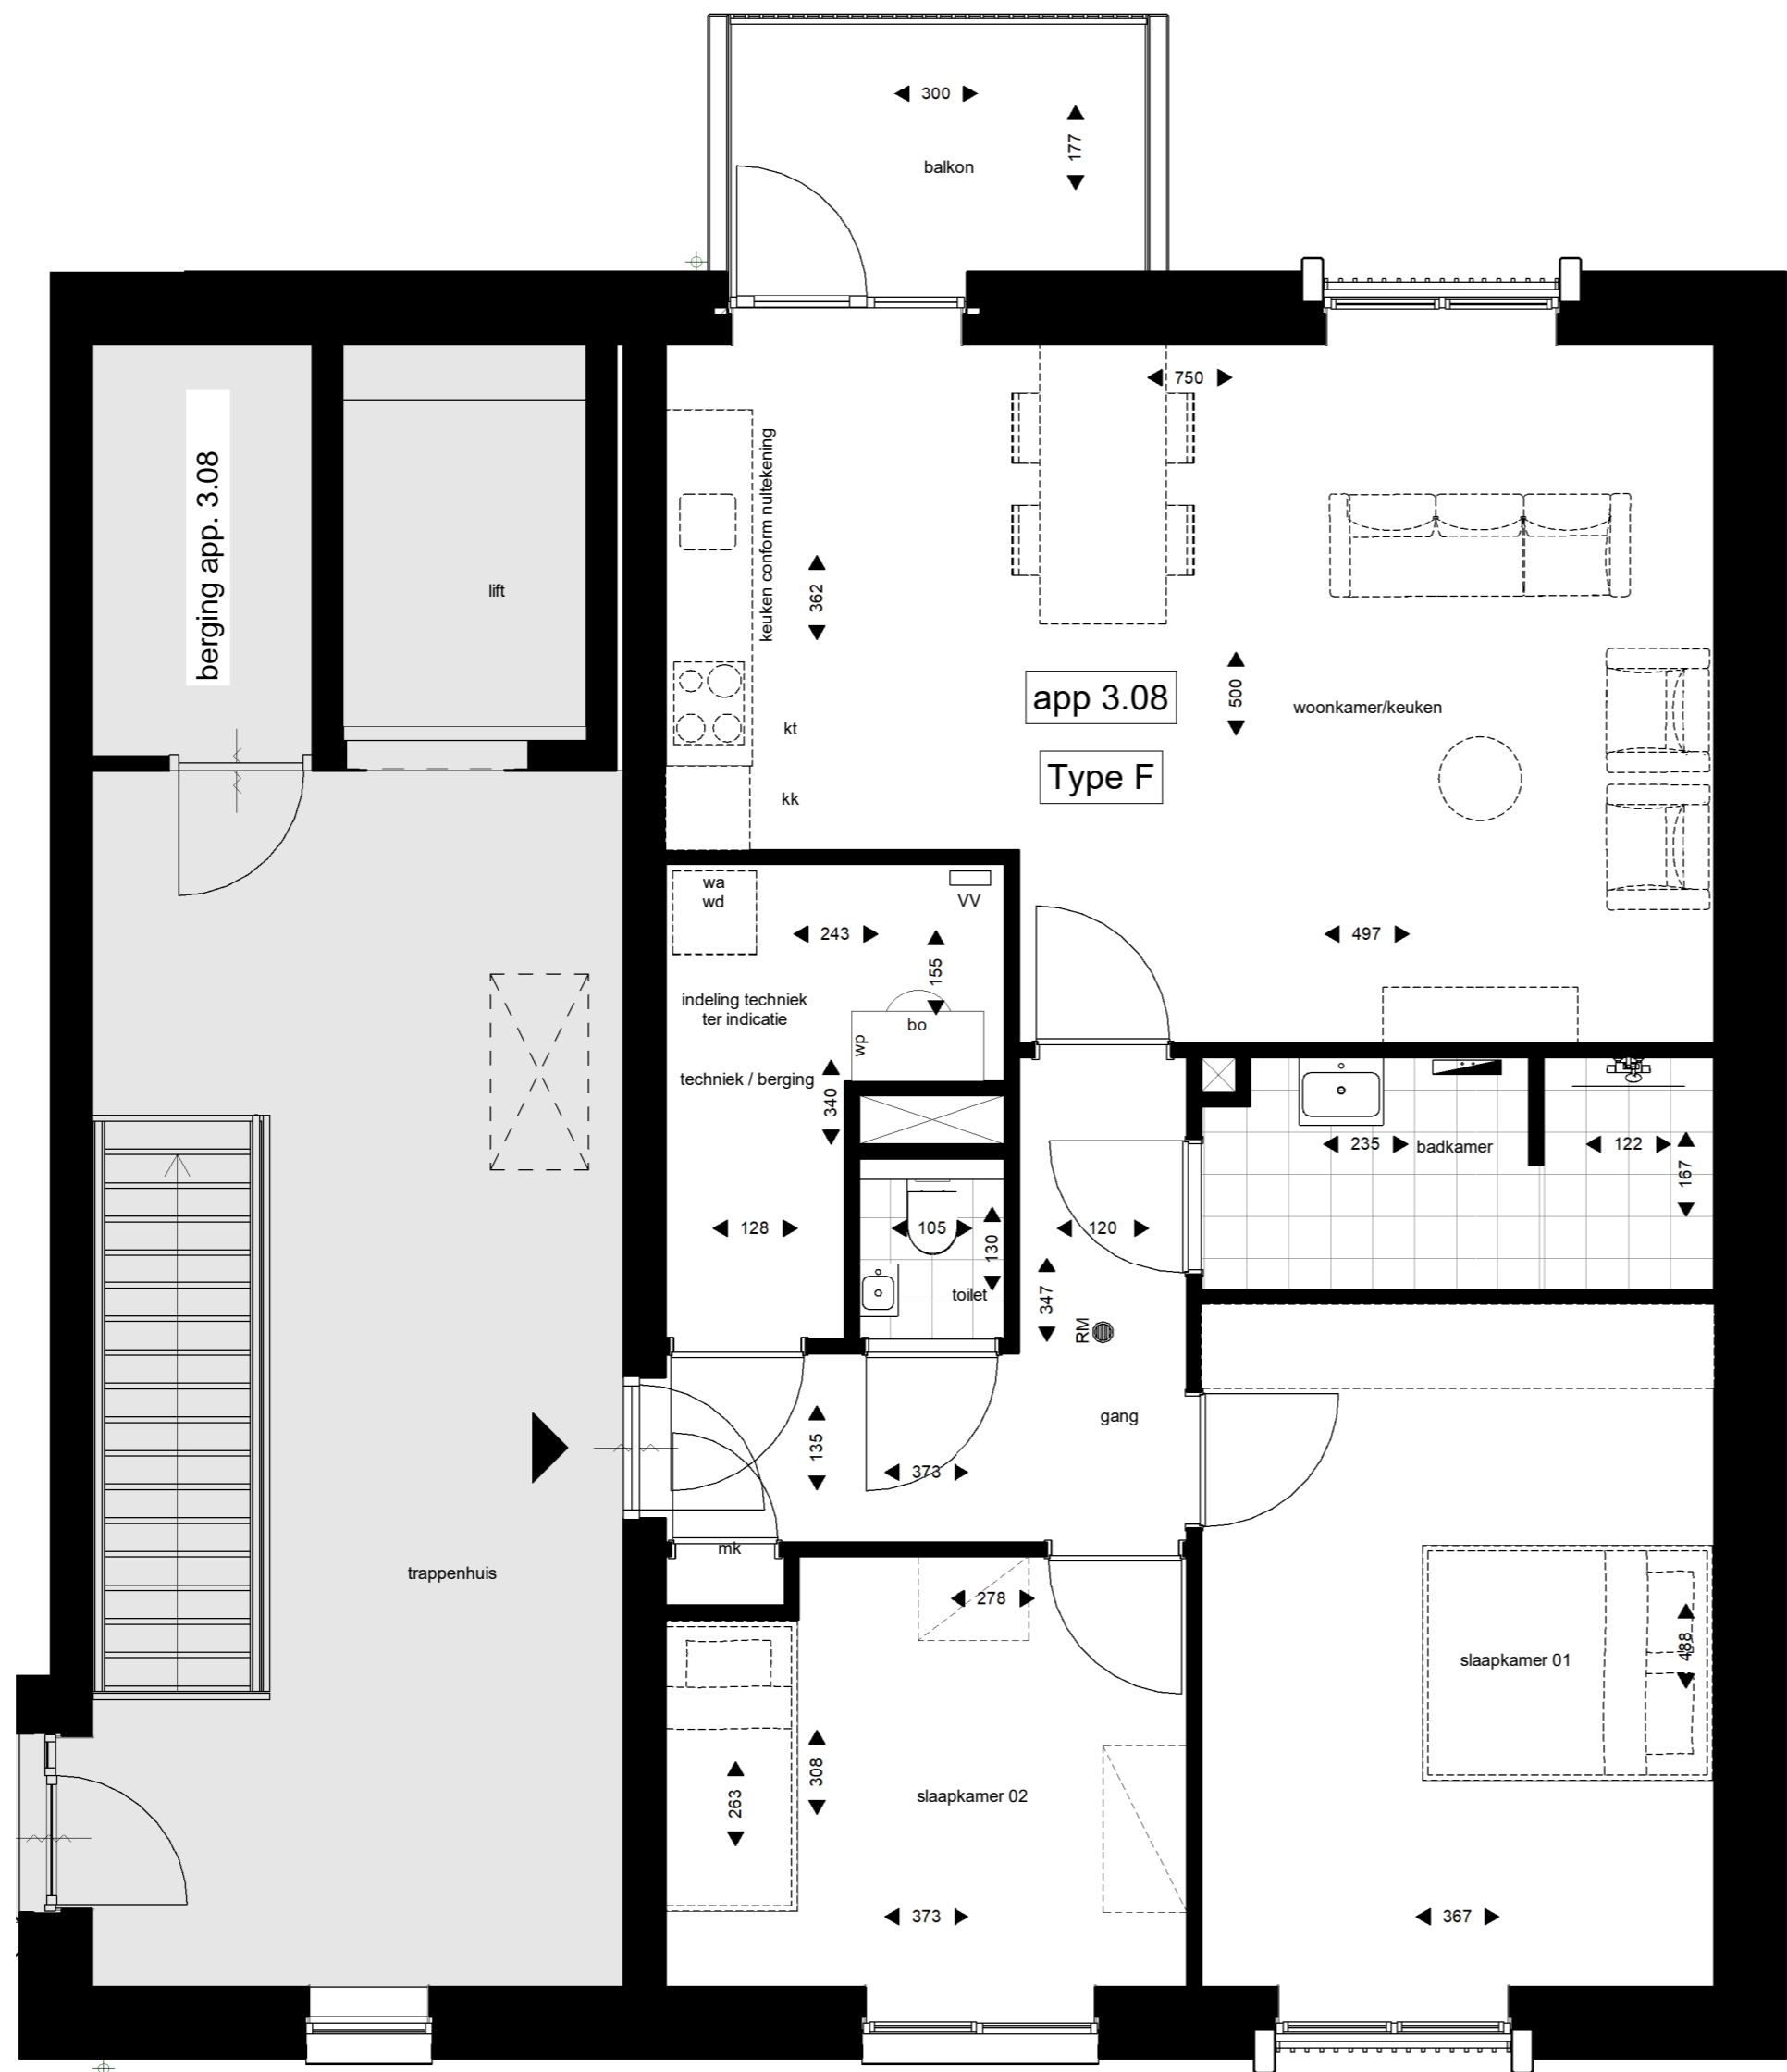 300
177
balkon
750
berging app. 3.08
lift
keuken conform nultekening
362
app 3.08
500
woonkamer/keuken
kt
Type F
kk
wa
wd
VV
243
155
497
indeling techniek
ter indicatie
bo
wp
techniek / berging
340
235
badkamer
122
167
128
105
130
120
toilet
347
RM
gang
135
373
mk
trappenhuis
278
488
slaapkamer 01
308
263
slaapkamer 02
373
367